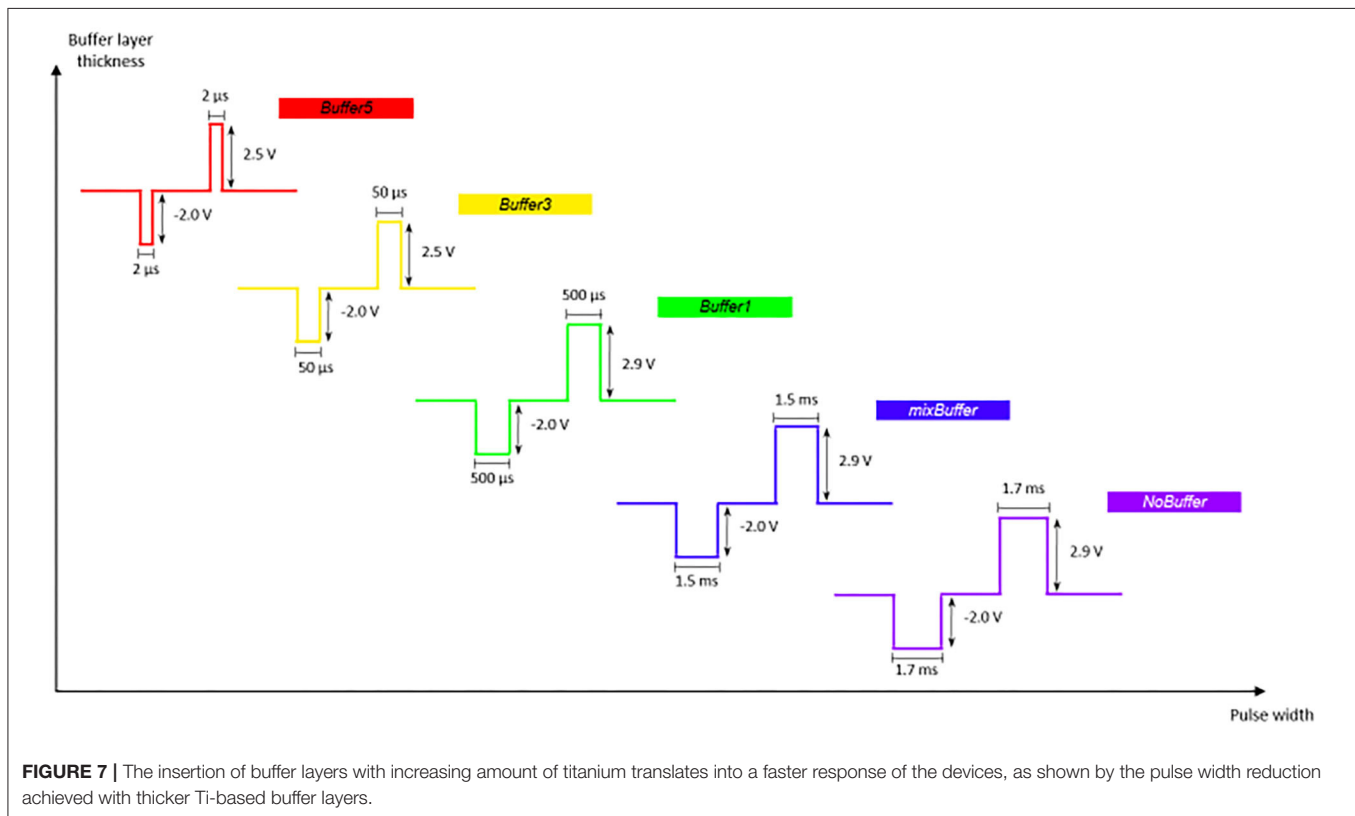 Buffer layer
thickness
2 µs
Buffer5
2.5 V
-2.0 V
2 µs
50 µs
Buffer3
2.5 V
-2.0 V
50 µs
500 µs
Buffer1
2.9 V
-2.0 V
500 µs
1.5 ms
mixBuffer
2.9 V
-2.0 V
1.5 ms
1.7 ms
NoBuffer
2.9 V
-2.0 V
1.7 ms
Pulse width
FIGURE 7 | The insertion of buffer layers with increasing amount of titanium translates into a faster response of the devices, as shown by the pulse width reduction
achieved with thicker Ti-based buffer layers.